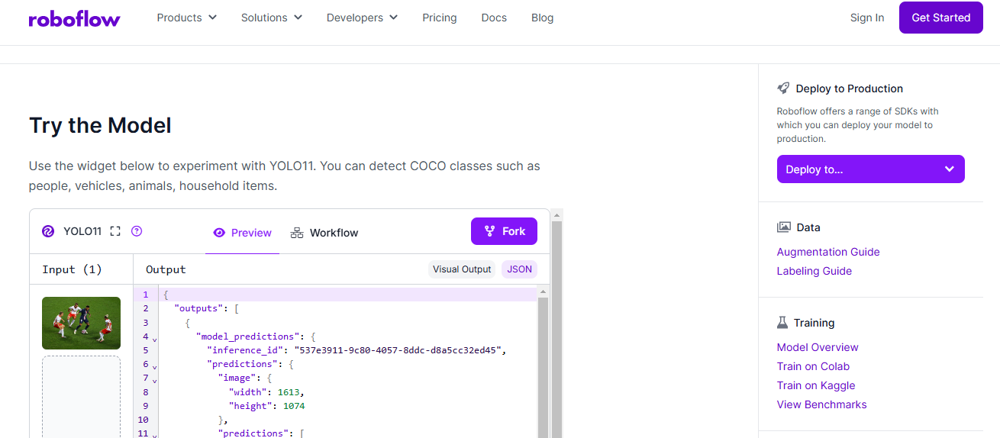 roboflow
Products
Solutions
Developers
Pricing
Docs
Blog
Sign In
Get Started
Try the Model
Use the widget below to experiment with YOLO11. You can detect COCO classes such as
people, vehicles, animals, household items.
YOLO11
Preview
Workflow
Fork
Input (1)
Output
Visual Output
JSON
1 {
2 "outputs": [
3 {
4 "model_predictions": {
5 "inference_id": "537e3911-9c80-4057-8ddc-d8a5cc32ed45",
6 "predictions": {
7 "image": {
8 "width": 1613,
9 "height": 1074
10 },
11 "predictions": [
Deploy to Production
Roboflow offers a range of SDKs with
which you can deploy your model to
production.
Deploy to...
Data
Augmentation Guide
Labeling Guide
Training
Model Overview
Train on Colab
Train on Kaggle
View Benchmarks